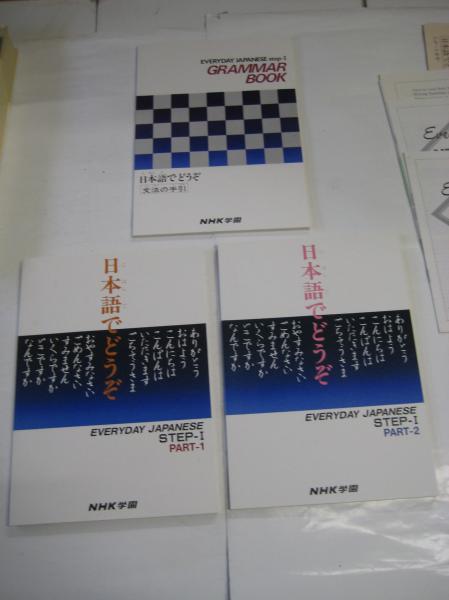 EVERYDAY JAPANESE step-I
GRAMMAR
BOOK
日本語でどうぞ
文法の手引
NHK学園
日本語でどうぞ
ありがとう
おはよう
こんにちは
こんばんは
いただきます
ごちそうさま
おやすみなさい
ごめんなさい
すみません
いくらですか
どこですか
なんですか
EVERYDAY JAPANESE
STEP-I
PART-1
NHK学園
日本語でどうぞ
ありがとう
おはよう
こんにちは
こんばんは
いただきます
ごちそうさま
おやすみなさい
ごめんなさい
すみません
いくらですか
どこですか
なんですか
EVERYDAY JAPANESE
STEP-I
PART-2
NHK学園